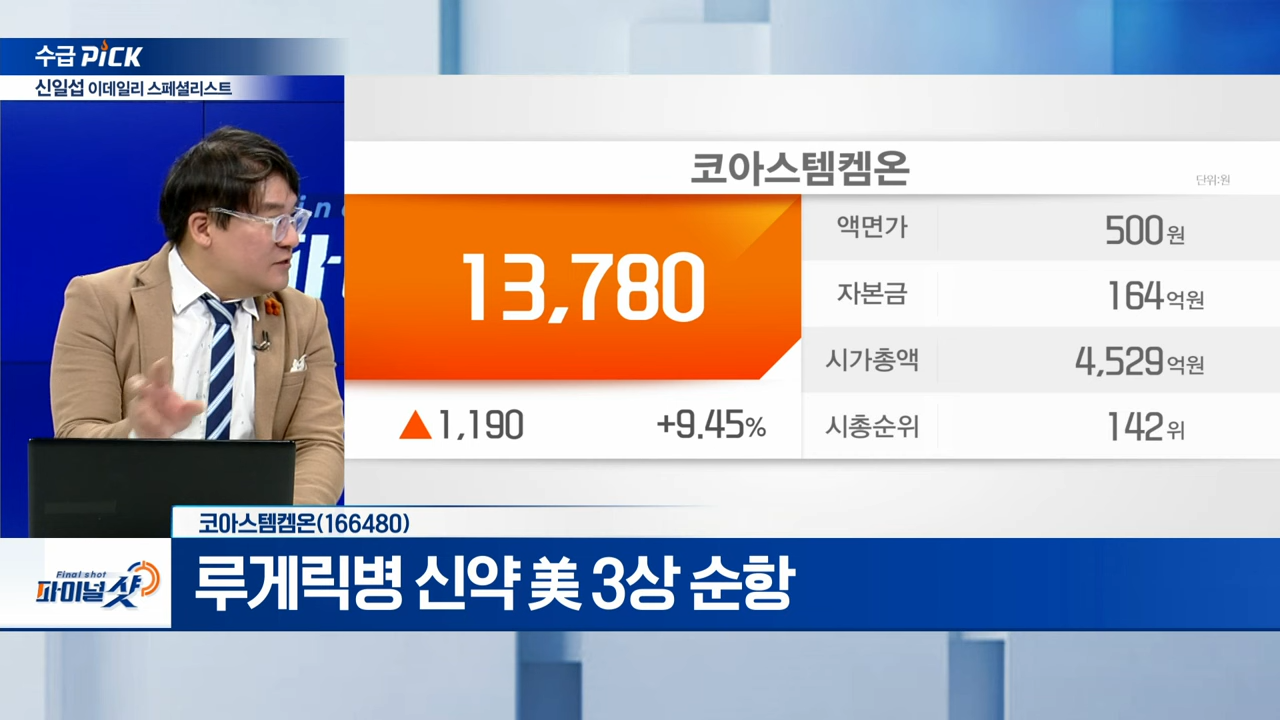 수급 PiCK
신일섭 이데일리 스페셜리스트
코아스템켐온
단위:원
13,780
▲1,190 +9.45%
액면가 500원
자본금 164억원
시가총액 4,529억원
시총순위 142위
코아스템켐온(166480)
Final shot
파이널샷
루게릭병 신약 美 3상 순항